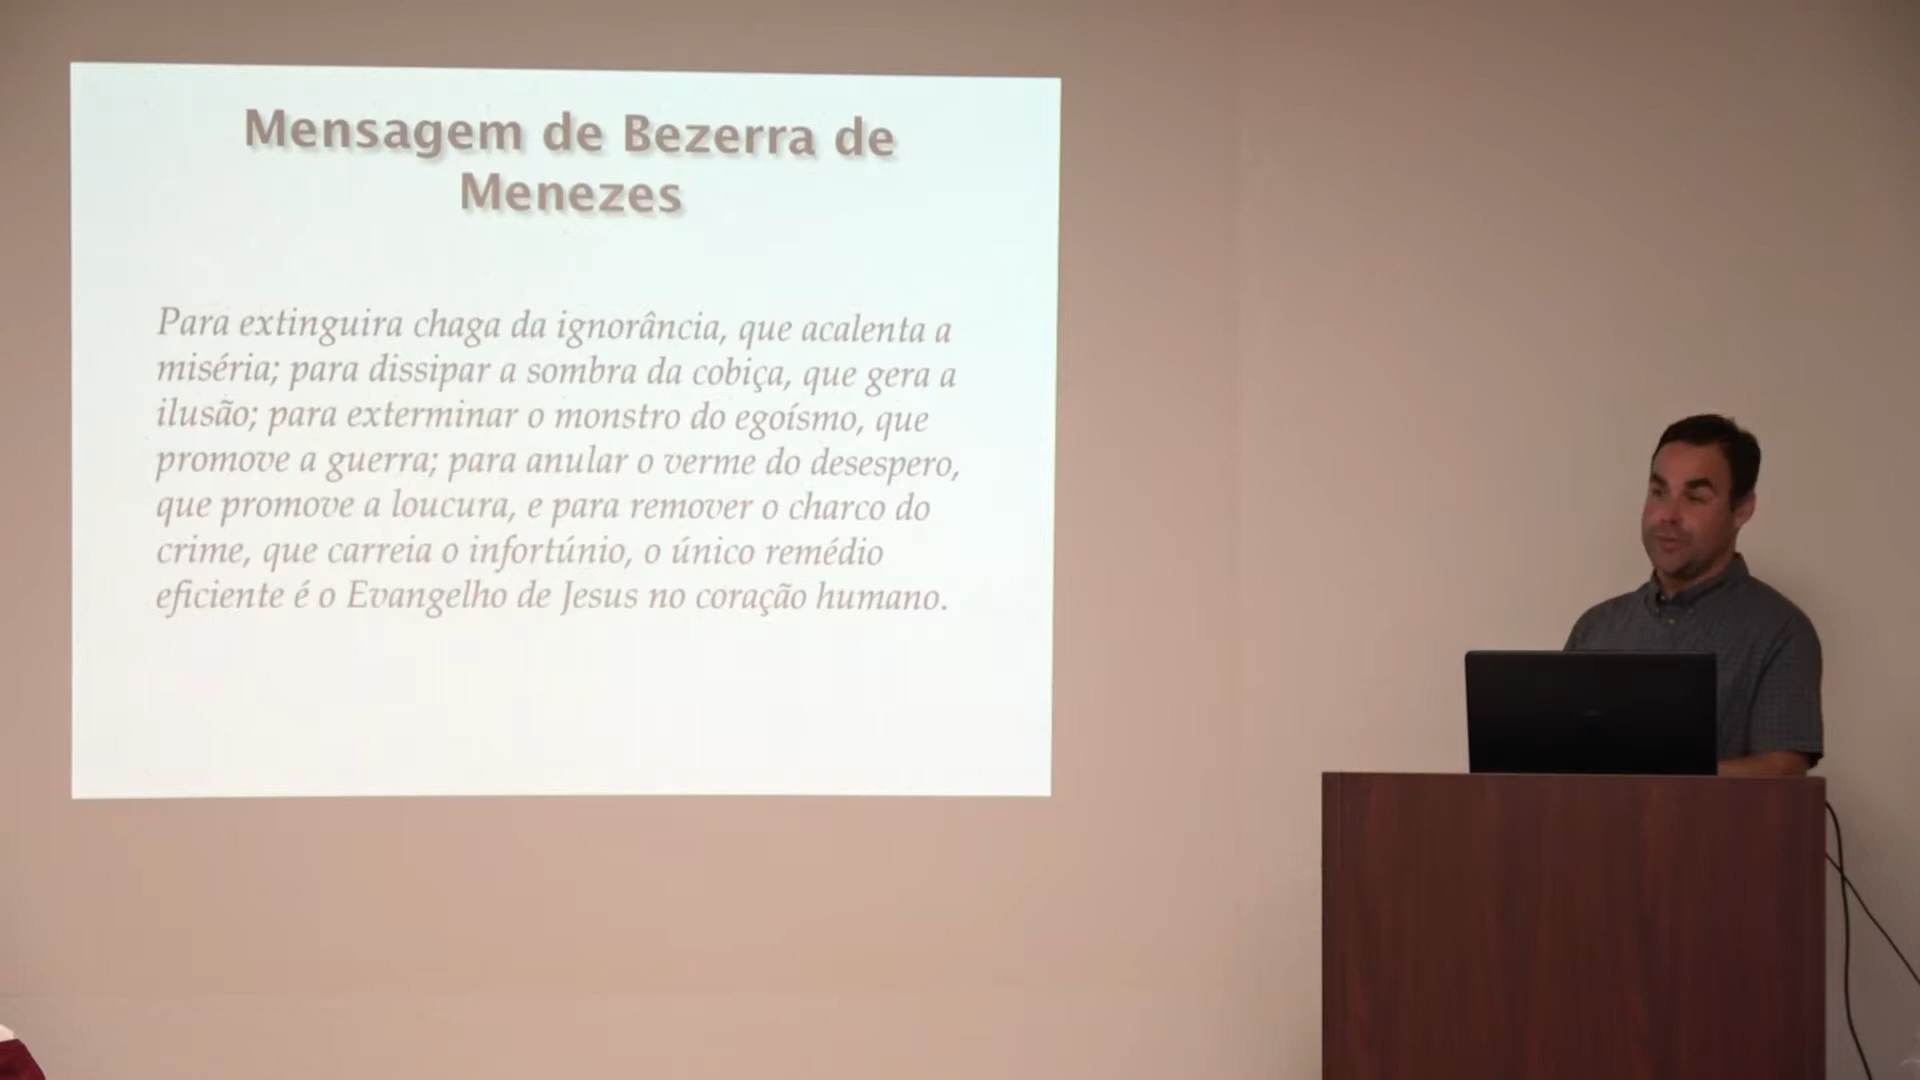 Mensagem de Bezerra de
Menezes
Para extinguira chaga da ignorância, que acalenta a
miséria; para dissipar a sombra da cobiça, que gera a
ilusão; para exterminar o monstro do egoísmo, que
promove a guerra; para anular o verme do desespero,
que promove a loucura, e para remover o charco do
crime, que carreia o infortúnio, o único remédio
eficiente é o Evangelho de Jesus no coração humano.